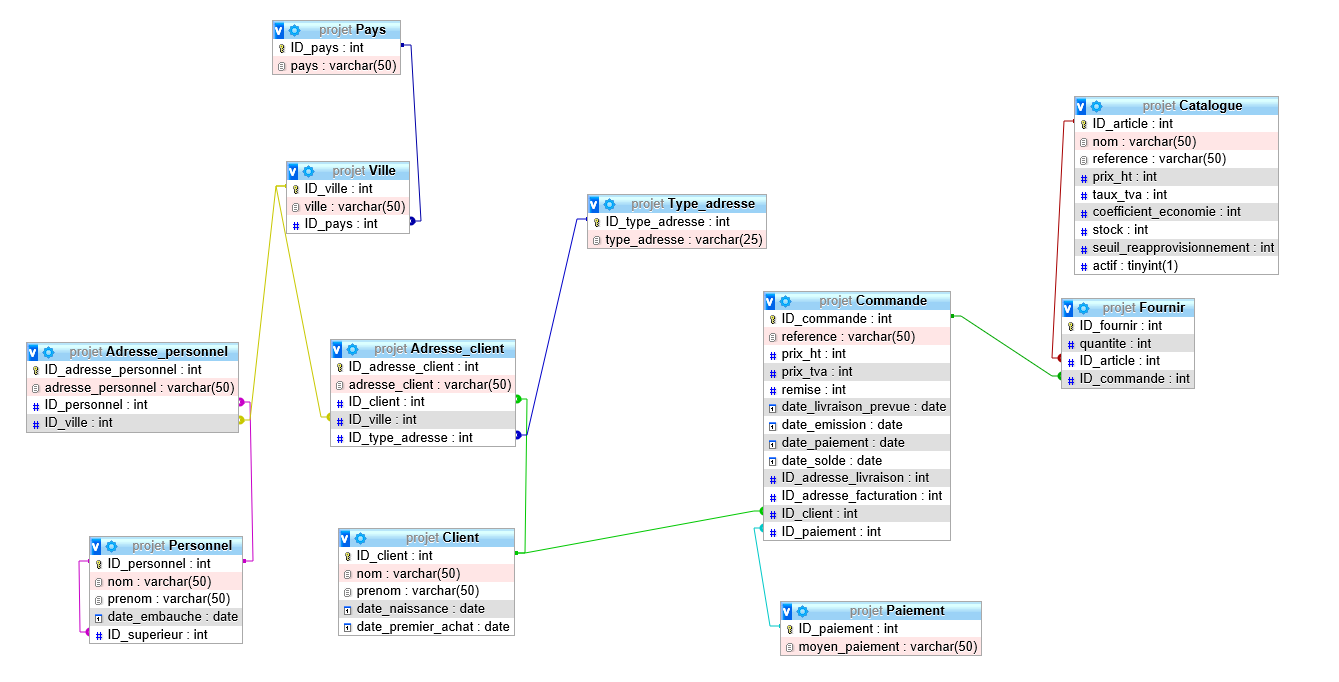 projet Pays
ID_pays : int
pays : varchar(50)
projet Ville
ID_ville : int
ville : varchar(50)
ID_pays : int
projet Type_adresse
ID_type_adresse : int
type_adresse : varchar(25)
projet Catalogue
ID_article : int
nom : varchar(50)
reference : varchar(50)
prix_ht : int
taux_tva : int
coefficient_economie : int
stock : int
seuil_reapprovisionnement : int
actif : tinyint(1)
projet Adresse_personnel
ID_adresse_personnel : int
adresse_personnel : varchar(50)
ID_personnel : int
ID_ville : int
projet Adresse_client
ID_adresse_client : int
adresse_client : varchar(50)
ID_client : int
ID_ville : int
ID_type_adresse : int
projet Commande
ID_commande : int
reference : varchar(50)
prix_ht : int
prix_tva : int
remise : int
date_livraison_prevue : date
date_emission : date
date_paiement : date
date_solde : date
ID_adresse_livraison : int
ID_adresse_facturation : int
ID_client : int
ID_paiement : int
projet Fournir
ID_fournir : int
quantite : int
ID_article : int
ID_commande : int
projet Personnel
ID_personnel : int
nom : varchar(50)
prenom : varchar(50)
date_embauche : date
ID_superieur : int
projet Client
ID_client : int
nom : varchar(50)
prenom : varchar(50)
date_naissance : date
date_premier_achat : date
projet Paiement
ID_paiement : int
moyen_paiement : varchar(50)